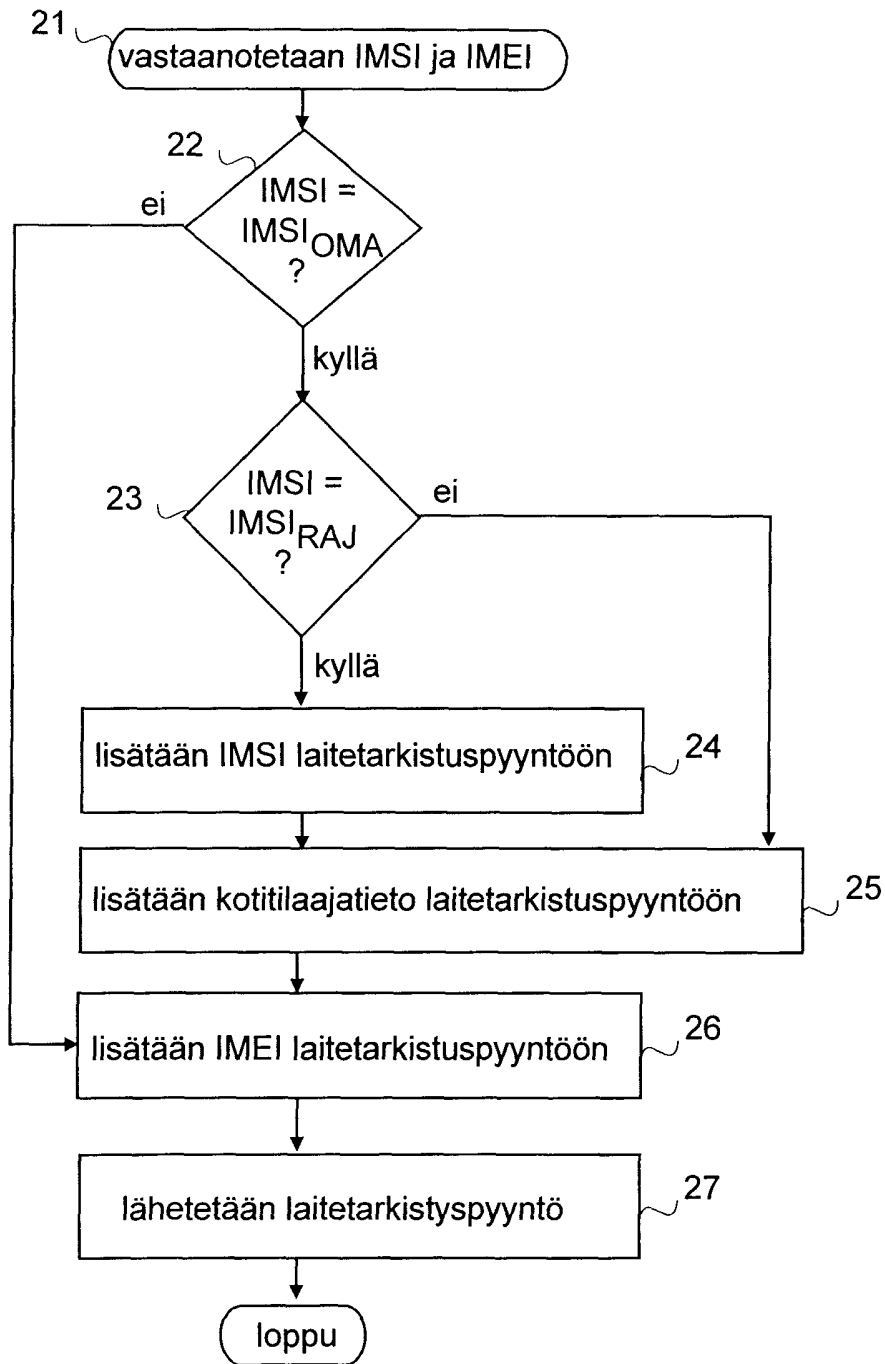 21
vastaanotetaan IMSI ja IMEI
22
ei
IMSI =
IMSI OMA
?
kyllä
23
IMSI =
IMSI RAJ
?
ei
kyllä
lisätään IMSI laitetarkistuspyyntöön
24
lisätään kotitilaajatieto laitetarkistuspyyntöön
25
lisätään IMEI laitetarkistuspyyntöön
26
lähetetään laitetarkistyspyyntö
27
loppu